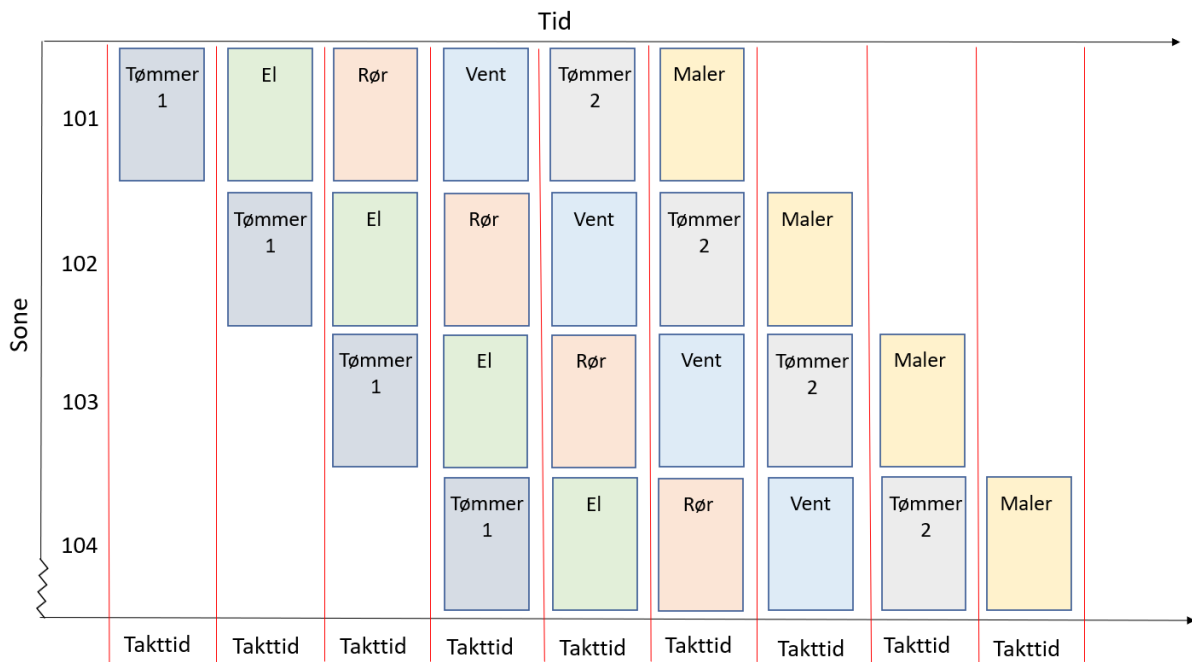 Tid
Sone
101
Tømmer
1
El
Rør
Vent
Tømmer
2
Maler
102
Tømmer
1
El
Rør
Vent
Tømmer
2
Maler
103
Tømmer
1
El
Rør
Vent
Tømmer
2
Maler
104
Tømmer
1
El
Rør
Vent
Tømmer
2
Maler
Takttid Takttid Takttid Takttid Takttid Takttid Takttid Takttid Takttid